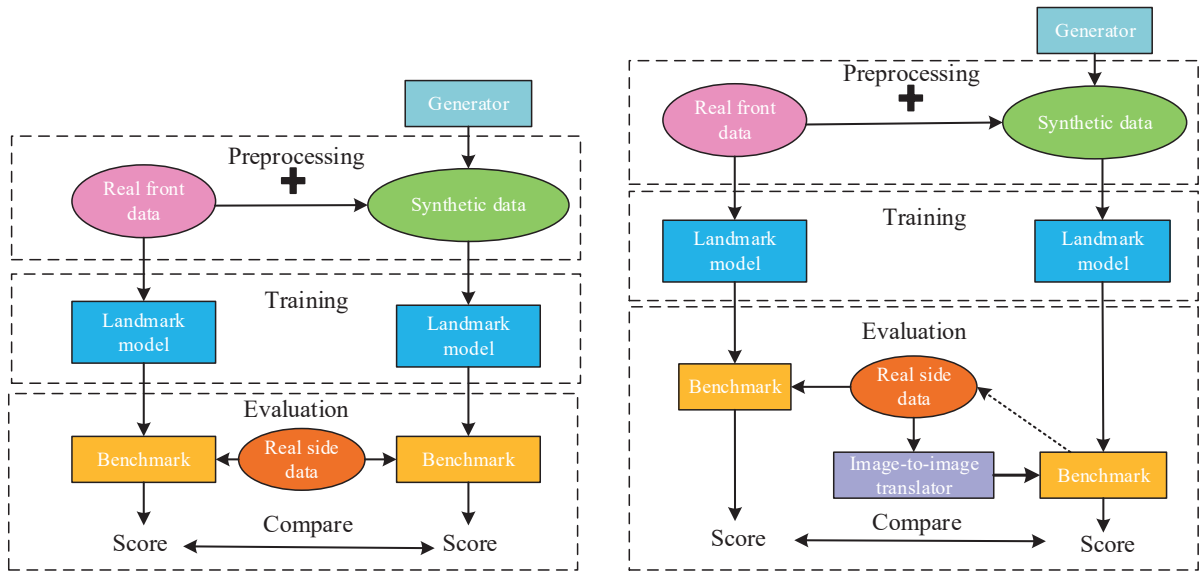 Generator
Preprocessing
Real front
data
Synthetic data
Training
Landmark
model
Landmark
model
Evaluation
Benchmark
Real side
data
Benchmark
Compare
Score
Score
Generator
Preprocessing
Real front
data
Synthetic data
Training
Landmark
model
Landmark
model
Evaluation
Benchmark
Real side
data
Image-to-image
translator
Benchmark
Compare
Score
Score